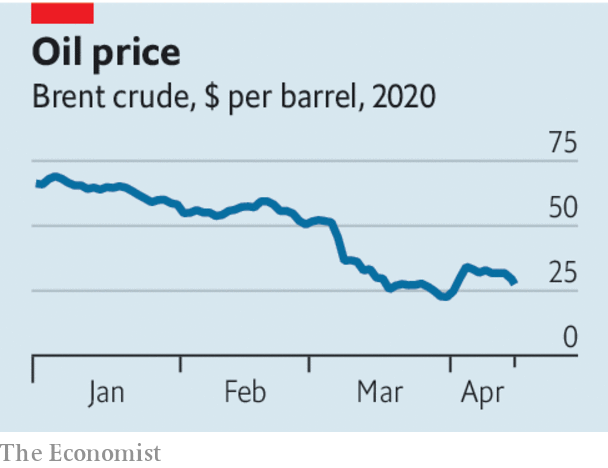 Oil price
Brent crude, $ per barrel, 2020
75
50
25
0
Jan Feb Mar Apr
The Economist